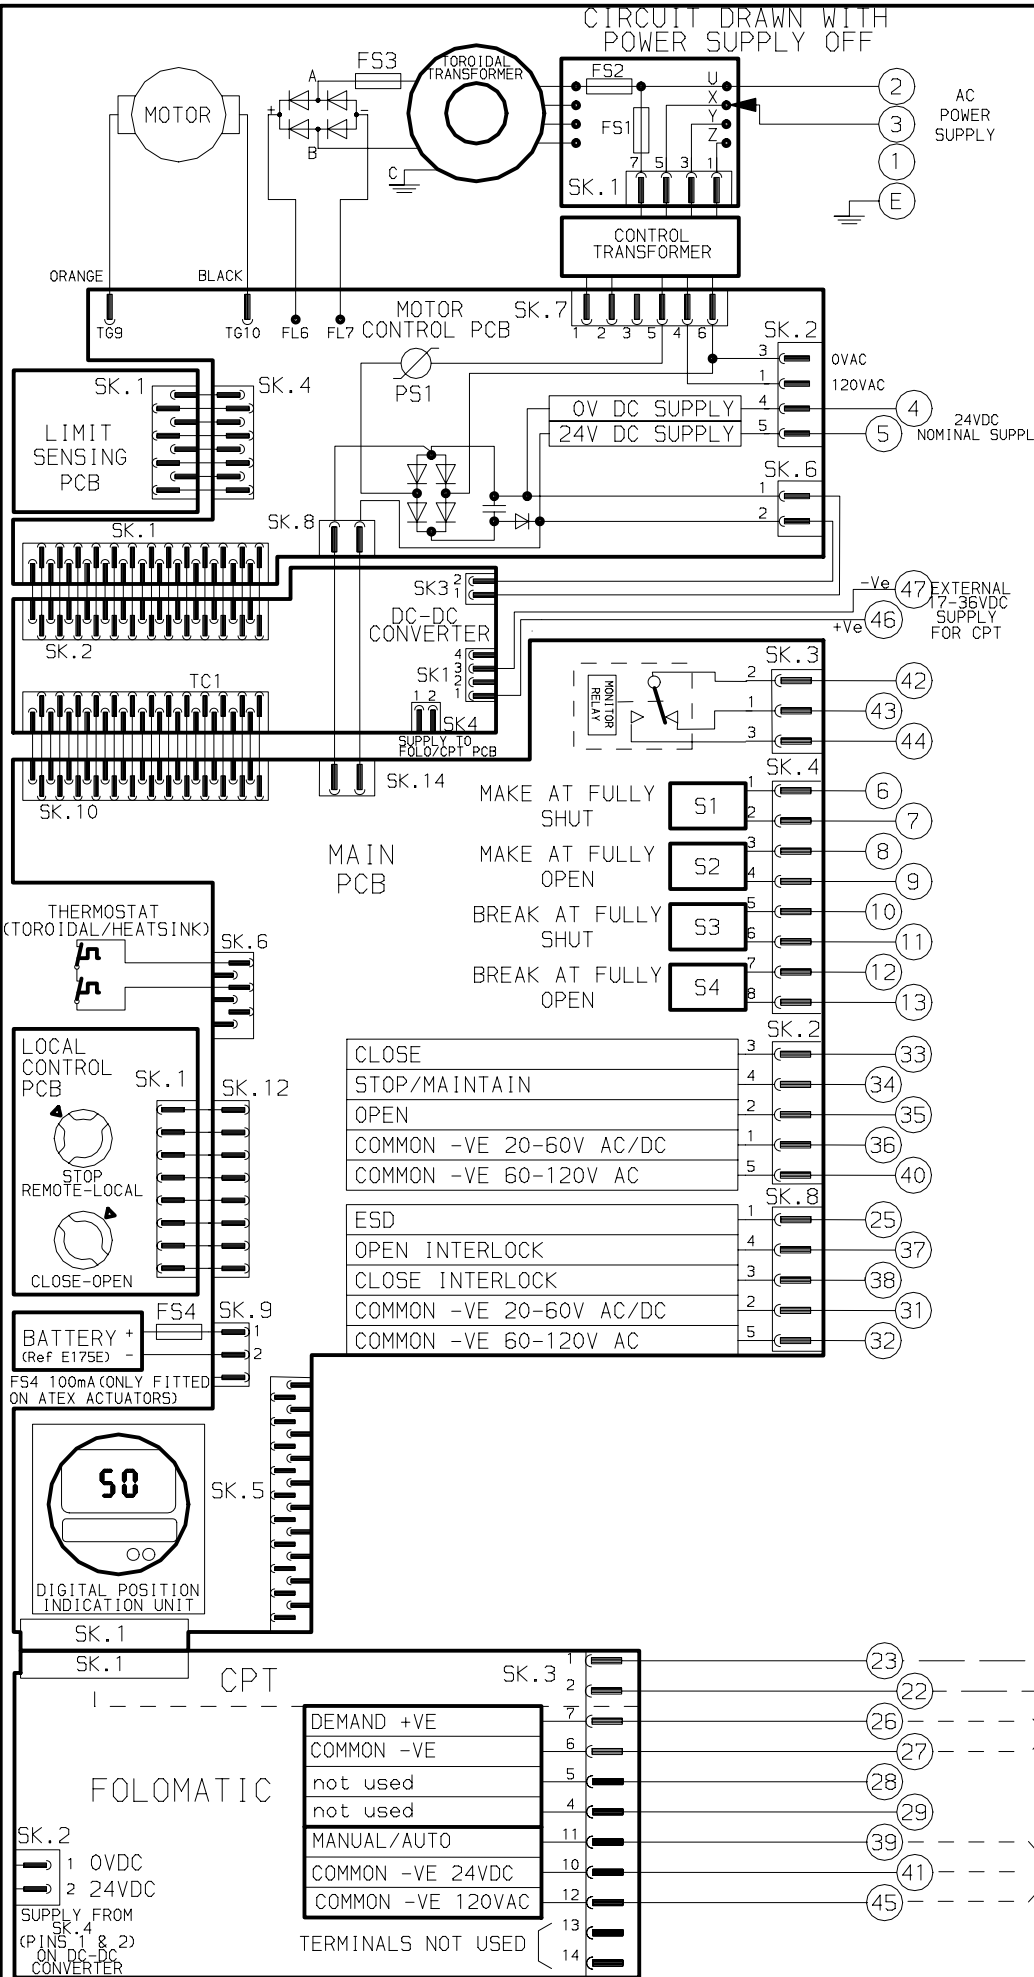 CIRCUIT DRAWN WITH
POWER SUPPLY OFF
FS3
TOROIDAL
TRANSFORMER
A
+
-
B
C
MOTOR
FS2
FS1
U
X
Y
Z
7 5 3 1
SK.1
2
3
1
E
AC
POWER
SUPPLY
CONTROL
TRANSFORMER
ORANGE
BLACK
TG9
TG10
FL6
FL7
MOTOR
CONTROL PCB
SK.7
1 2 3 5 4 6
PS1
SK.2
3
0VAC
1
120VAC
0V DC SUPPLY
4
4
24V DC SUPPLY
5
5
24VDC
NOMINAL SUPPL
SK.6
1
2
SK.1
SK.4
LIMIT
SENSING
PCB
SK.1
SK.8
SK.2
SK3
2
1
DC-DC
CONVERTER
SK1
4
3
2
1
1 2
SK4
SUPPLY TO
FOLO/CPT PCB
-Ve
47
+Ve
46
EXTERNAL
17-36VDC
SUPPLY
FOR CPT
TC1
SK.10
SK.14
MONITOR
RELAY
SK.3
2
42
1
43
3
44
MAIN
PCB
SK.4
MAKE AT FULLY
SHUT
S1
1
6
2
7
MAKE AT FULLY
OPEN
S2
3
8
4
9
BREAK AT FULLY
SHUT
S3
5
10
6
11
BREAK AT FULLY
OPEN
S4
7
12
8
13
THERMOSTAT
(TOROIDAL/HEATSINK)
SK.6
SK.2
CLOSE
3
33
STOP/MAINTAIN
4
34
OPEN
2
35
COMMON -VE 20-60V AC/DC
1
36
COMMON -VE 60-120V AC
5
40
LOCAL
CONTROL
PCB
SK.1
SK.12
STOP
REMOTE-LOCAL
CLOSE-OPEN
SK.8
ESD
1
25
OPEN INTERLOCK
4
37
CLOSE INTERLOCK
3
38
COMMON -VE 20-60V AC/DC
2
31
COMMON -VE 60-120V AC
5
32
BATTERY
(Ref E175E)
+
-
FS4
SK.9
1
2
FS4 100mA(ONLY FITTED
ON ATEX ACTUATORS)
50
SK.5
DIGITAL POSITION
INDICATION UNIT
SK.1
SK.1
CPT
SK.3
1
23
2
22
DEMAND +VE
7
26
COMMON -VE
6
27
not used
5
28
not used
4
29
MANUAL/AUTO
11
39
COMMON -VE 24VDC
10
41
COMMON -VE 120VAC
12
45
TERMINALS NOT USED
13
14
FOLOMATIC
SK.2
1 0VDC
2 24VDC
SUPPLY FROM
SK.4
(PINS 1 & 2)
ON DC-DC
CONVERTER